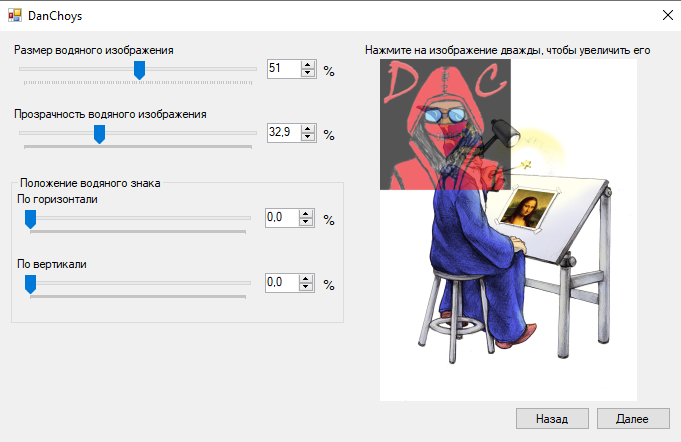 DanChoys
Размер водяного изображения
51 %
Прозрачность водяного изображения
32,9 %
Положение водяного знака
По горизонтали
0,0 %
По вертикали
0,0 %
Нажмите на изображение дважды, чтобы увеличить его
D C
Назад
Далее